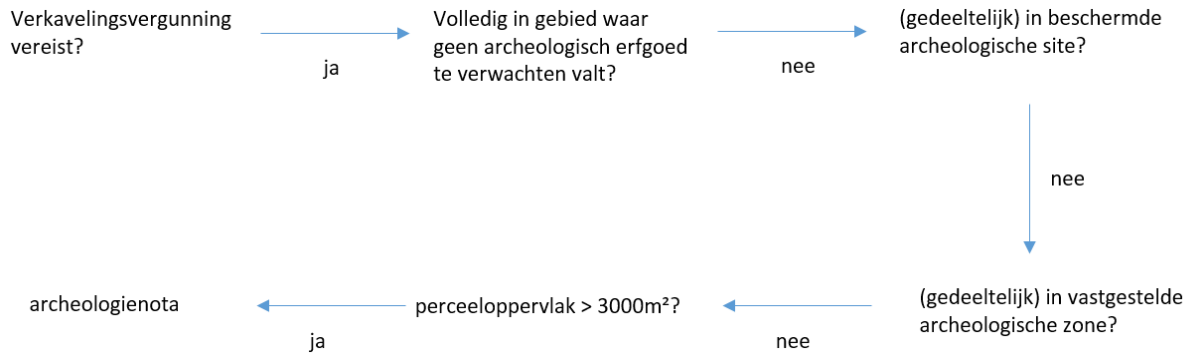 Verkavelingsvergunning
vereist?
ja
Volledig in gebied waar
geen archeologisch erfgoed
te verwachten valt?
nee
(gedeeltelijk) in beschermde
archeologische site?
nee
(gedeeltelijk) in vastgestelde
archeologische zone?
nee
perceeloppervlak > 3000m²?
ja
archeologienota